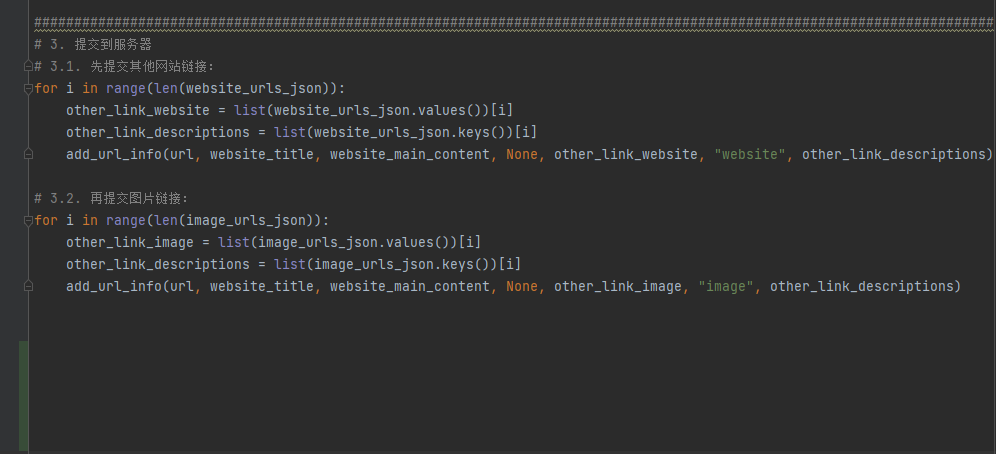 ########################################################################################################################
# 3. 提交到服务器
# 3.1. 先提交其他网站链接:
for i in range(len(website_urls_json)):
    other_link_website = list(website_urls_json.values())[i]
    other_link_descriptions = list(website_urls_json.keys())[i]
    add_url_info(url, website_title, website_main_content, None, other_link_website, "website", other_link_descriptions)
# 3.2. 再提交图片链接:
for i in range(len(image_urls_json)):
    other_link_image = list(image_urls_json.values())[i]
    other_link_descriptions = list(image_urls_json.keys())[i]
    add_url_info(url, website_title, website_main_content, None, other_link_image, "image", other_link_descriptions)